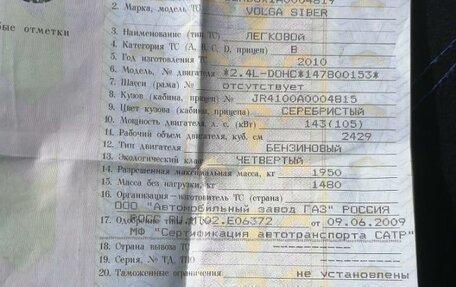 2. Марка, модель ТС VOLGA SIBER
бые отметки
3. Наименование (тип ТС) ЛЕГКОВОЙ
4. Категория ТС (A, B, C, D, прицеп) B
5. Год изготовления ТС 2010
6. Модель, № двигателя *2.4L-DOHC*147800153*
7. Шасси (рама) № отсутствует
8. Кузов (кабина, прицеп) № JR4100A0004815
9. Цвет кузова (кабины, прицепа) СЕРЕБРИСТЫЙ
10. Мощность двигателя, л. с. (кВт) 143(105)
11. Рабочий объем двигателя, куб. см 2429
12. Тип двигателя БЕНЗИНОВЫЙ
13. Экологический класс ЧЕТВЕРТЫЙ
14. Разрешенная максимальная масса, кг 1950
15. Масса без нагрузки, кг 1480
16. Организация-изготовитель ТС (страна)
ООО "Автомобильный завод ГАЗ" РОССИЯ
17. Одобрение E06372 от 09.06.2009
МФ "Сертификация автотранспорта САТР"
18. Страна вывоза ТС
19. Серия, № ТД, ТПО
20. Таможенные ограничения не установлены